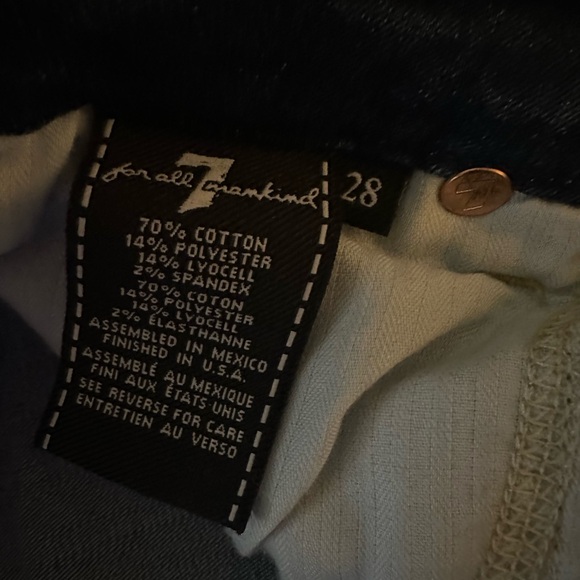 for all 7 mankind
28
70% COTTON
14% POLYESTER
14% LYOCELL
2% SPANDEX
70% COTON
14% POLYESTER
14% LYOCELL
2% ÉLASTHANNE
ASSEMBLED IN MEXICO
FINISHED IN U.S.A.
ASSEMBLÉ AU MEXIQUE
FINI AUX ÉTATS-UNIS
SEE REVERSE FOR CARE
ENTRETIEN AU VERSO